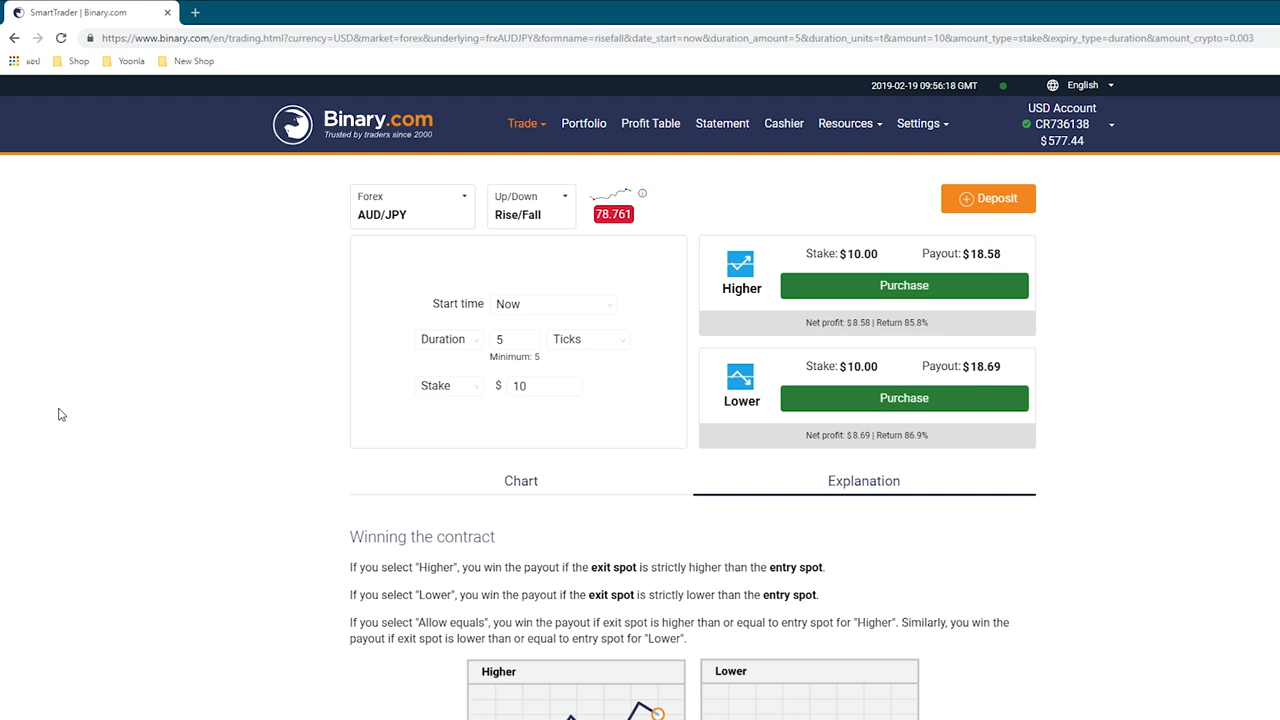 SmartTrader | Binary.com
https://www.binary.com/en/trading.html?currency=USD&market=forex&underlying=frxAUDJPY&formname=risefall&date_start=now&duration_amount=5&duration_units=t&amount=10&amount_type=stake&expiry_type=duration&amount_crypto=0.003
แอป Shop Yoonla New Shop
2019-02-19 09:56:18 GMT English
Binary.com
Trusted by traders since 2000
Trade Portfolio Profit Table Statement Cashier Resources Settings
USD Account
CR736138
$577.44
Forex
AUD/JPY
Up/Down
Rise/Fall
78.761
Deposit
Start time Now
Duration 5 Ticks
Minimum: 5
Stake $ 10
Higher
Stake: $10.00 Payout: $18.58
Purchase
Net profit: $8.58 | Return 85.8%
Lower
Stake: $10.00 Payout: $18.69
Purchase
Net profit: $8.69 | Return 86.9%
Chart Explanation
Winning the contract
If you select "Higher", you win the payout if the exit spot is strictly higher than the entry spot.
If you select "Lower", you win the payout if the exit spot is strictly lower than the entry spot.
If you select "Allow equals", you win the payout if exit spot is higher than or equal to entry spot for "Higher". Similarly, you win the
payout if exit spot is lower than or equal to entry spot for "Lower".
Higher Lower